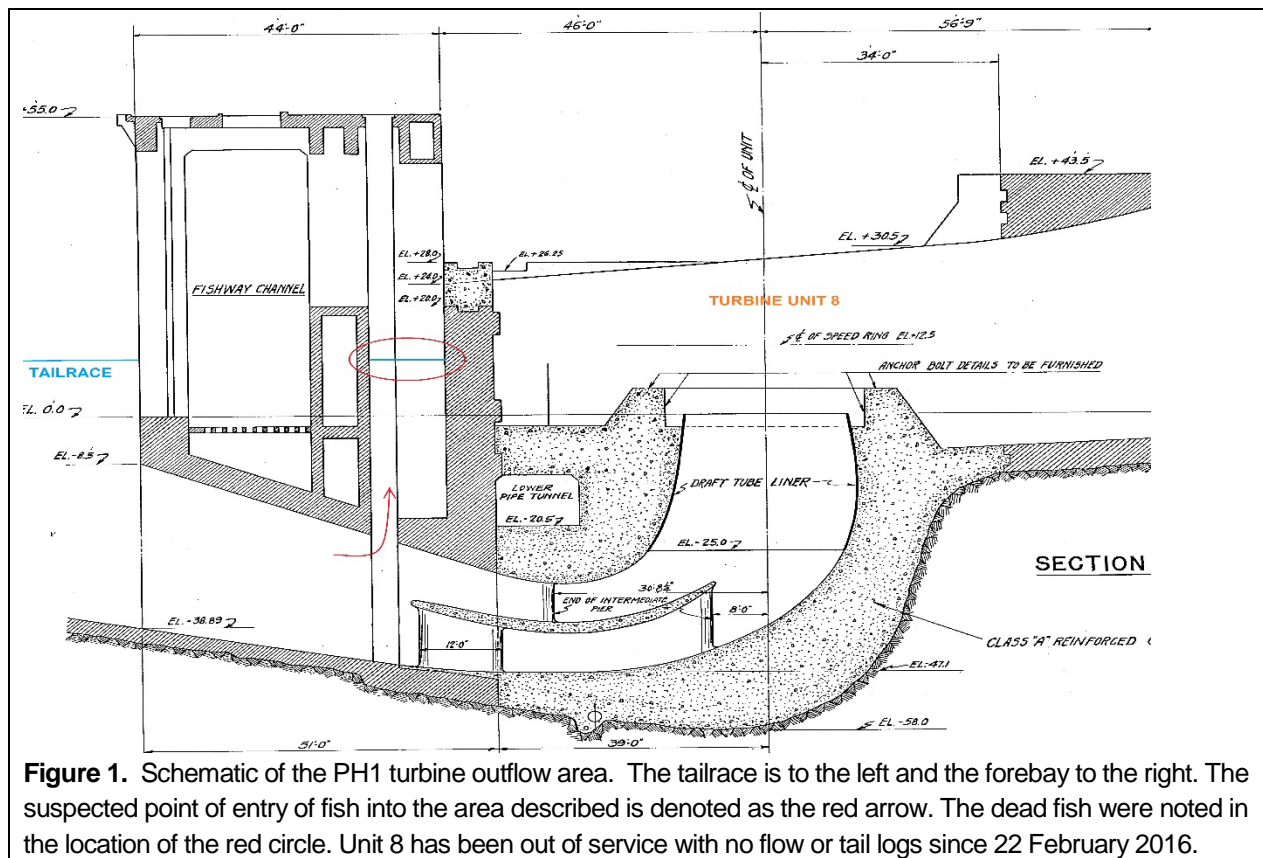 44'-0"
46'-0"
56'-9"
34'-0"
+55.0
₵ OF UNIT
EL. +43.5
EL. +30.5
EL. +28.0
EL. +26.25
EL. +24.0
EL. +20.0
FISHWAY CHANNEL
TURBINE UNIT 8
₵ OF SPEED RING EL.+12.5
TAILRACE
ANCHOR BOLT DETAILS TO BE FURNISHED
EL. 0.0
EL.-8.5
LOWER
PIPE TUNNEL
EL.-20.5
DRAFT TUBE LINER
EL.-25.0
SECTION
30'-8½"
END OF INTERMEDIATE
PIER
8'-0"
EL.-38.89
12'-0"
CLASS "A" REINFORCED
EL.-47.1
EL.-58.0
51'-0"
39'-0"
Figure 1. Schematic of the PH1 turbine outflow area. The tailrace is to the left and the forebay to the right. The
suspected point of entry of fish into the area described is denoted as the red arrow. The dead fish were noted in
the location of the red circle. Unit 8 has been out of service with no flow or tail logs since 22 February 2016.